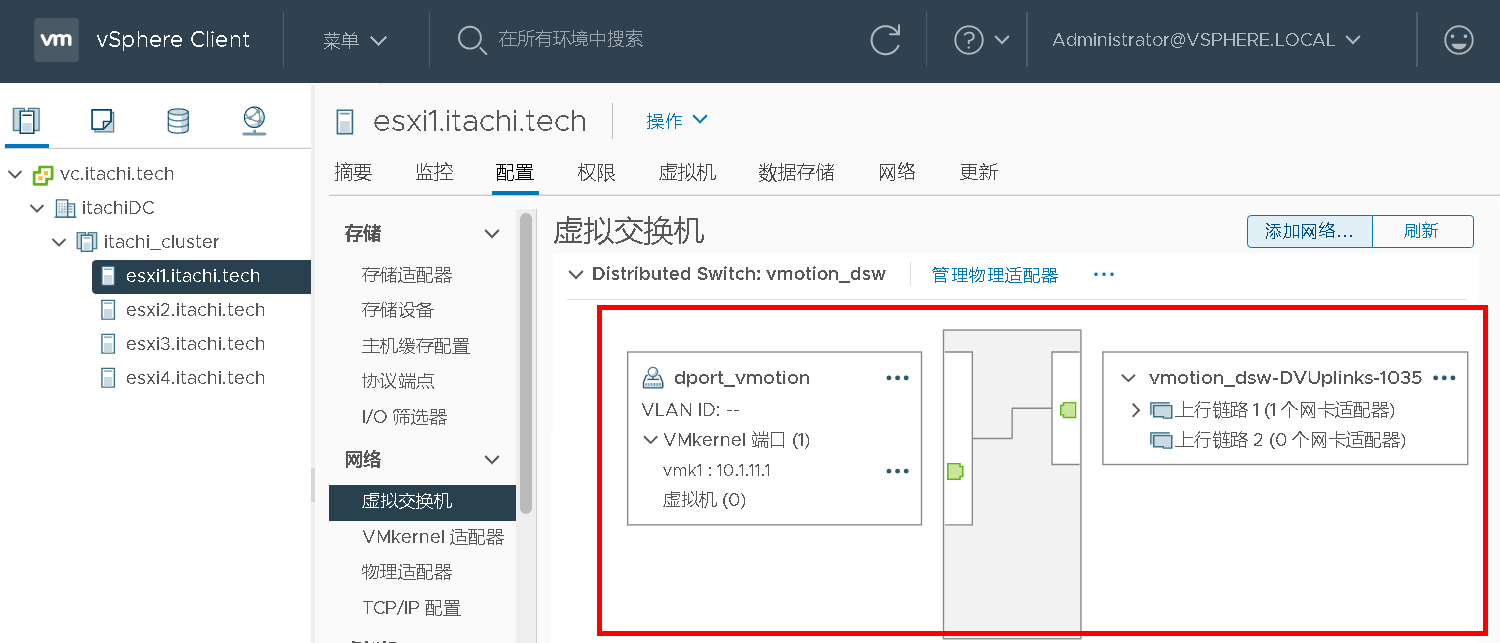 vm vSphere Client 菜单 在所有环境中搜索 Administrator@VSPHERE.LOCAL
vc.itachi.tech
itachiDC
itachi_cluster
esxi1.itachi.tech
esxi2.itachi.tech
esxi3.itachi.tech
esxi4.itachi.tech
esxi1.itachi.tech 操作
摘要 监控 配置 权限 虚拟机 数据存储 网络 更新
存储
存储适配器
存储设备
主机缓存配置
协议端点
I/O 筛选器
网络
虚拟交换机
VMkernel 适配器
物理适配器
TCP/IP 配置
虚拟交换机 添加网络... 刷新
Distributed Switch: vmotion_dsw 管理物理适配器 ...
dport_vmotion ...
VLAN ID: --
VMkernel 端口 (1)
vmk1 : 10.1.11.1 ...
虚拟机 (0)
vmotion_dsw-DVUplinks-1035 ...
上行链路 1 (1 个网卡适配器)
上行链路 2 (0 个网卡适配器)